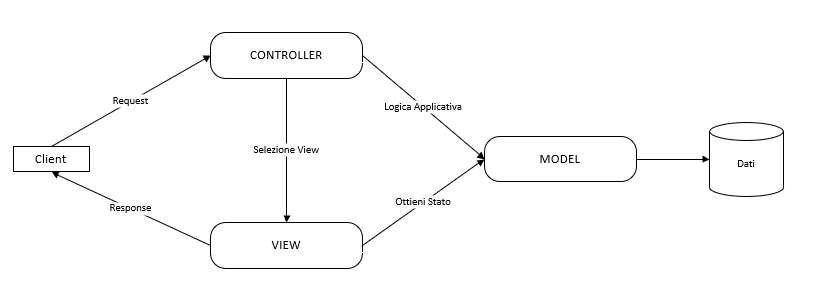 CONTROLLER
Request
Logica Applicativa
Client
Selezione View
MODEL
Dati
Response
Ottieni Stato
VIEW